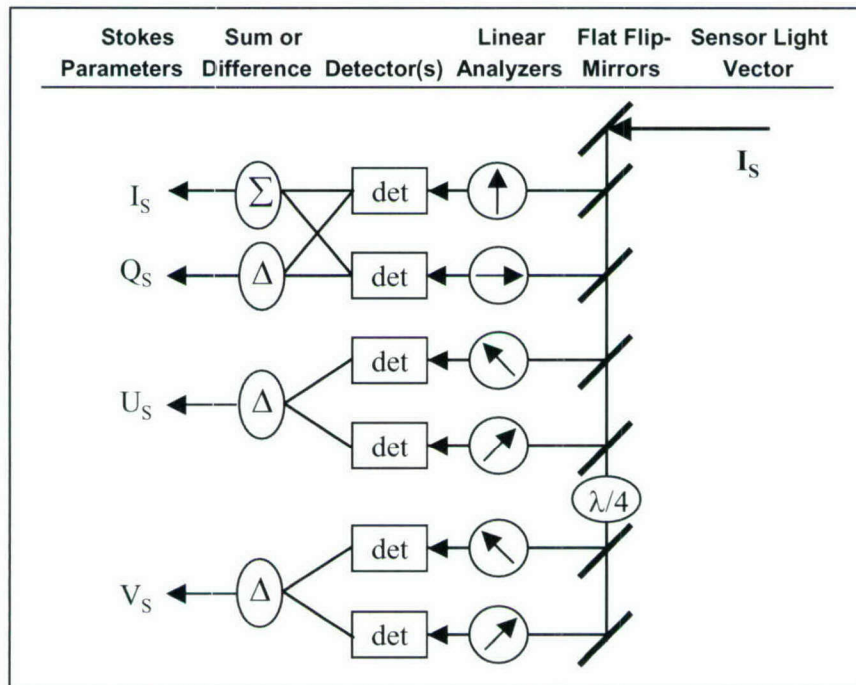 Stokes Parameters
Sum or Difference
Detector(s)
Linear Analyzers
Flat Flip-Mirrors
Sensor Light Vector
I_S
I_S
Σ
det
Q_S
Δ
det
U_S
Δ
det
det
λ/4
V_S
Δ
det
det